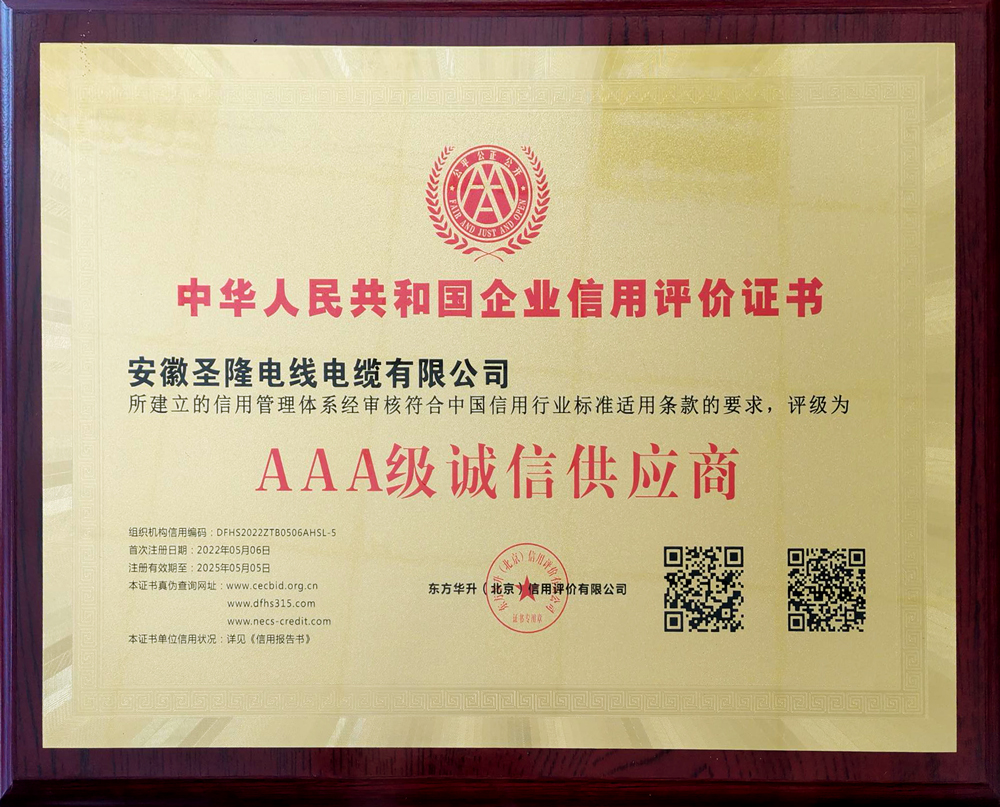 公平 公正 公开
AAA
FAIR AND JUST AND OPEN
中华人民共和国企业信用评价证书
安徽圣隆电线电缆有限公司
所建立的信用管理体系经审核符合中国信用行业标准适用条款的要求，评级为
AAA级诚信供应商
组织机构信用编码：DFHS2022ZTB0506AHSL-5
首次注册日期：2022年05月06日
注册有效期至：2025年05月05日
本证书真伪查询网址：www.cecbid.org.cn
www.dfhs315.com
www.necs-credit.com
本证书单位信用状况：详见《信用报告书》
东方华升（北京）信用评价有限公司